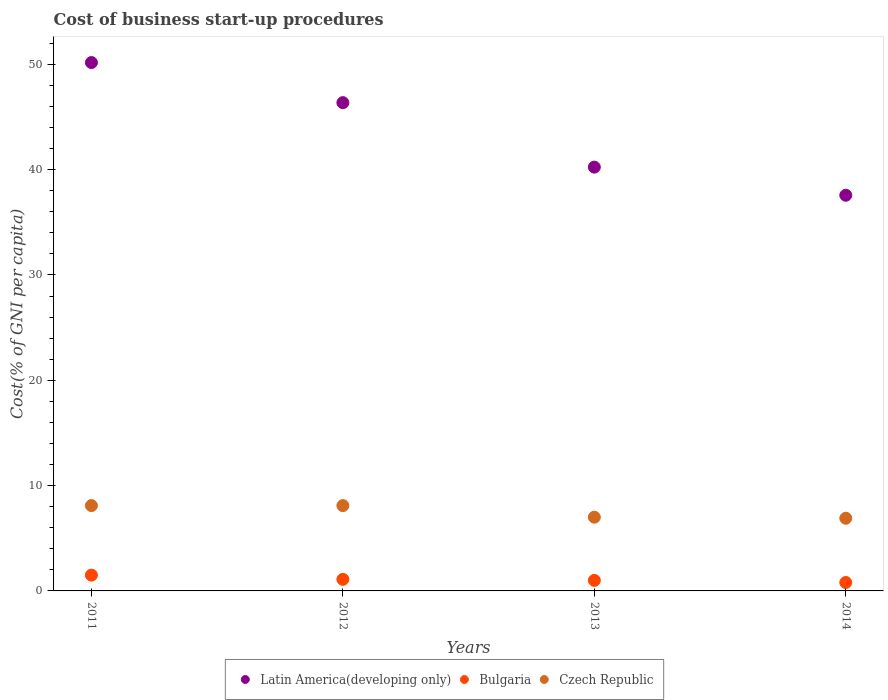 Cost of business start-up procedures
Cost(% of GNI per capita)
50
40
30
20
10
0
2011
2012
2013
2014
Years
Latin America(developing only)
Bulgaria
Czech Republic